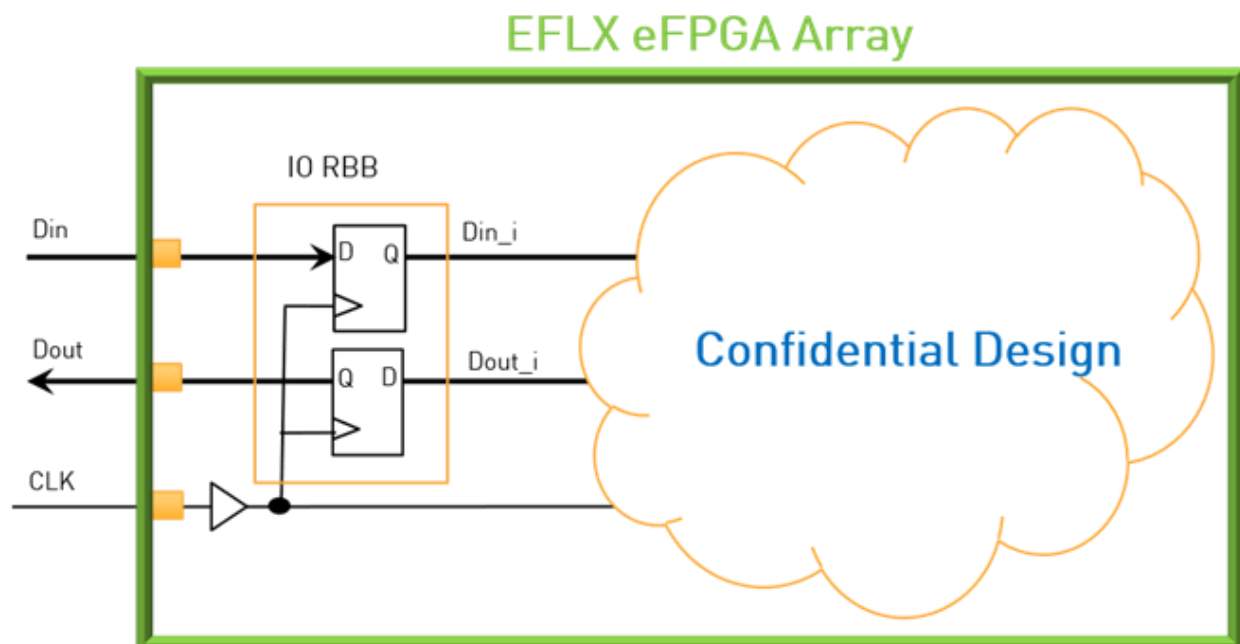 EFLX eFPGA Array
IO RBB
Din
D Q
Din_i
Dout
Q D
Dout_i
Confidential Design
CLK